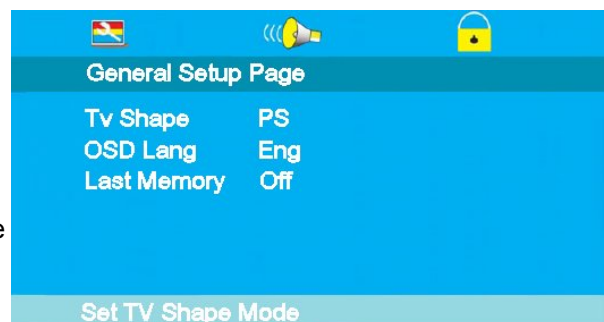 General Setup Page
Tv Shape PS
OSD Lang Eng
Last Memory Off
e
Set TV Shape Mode